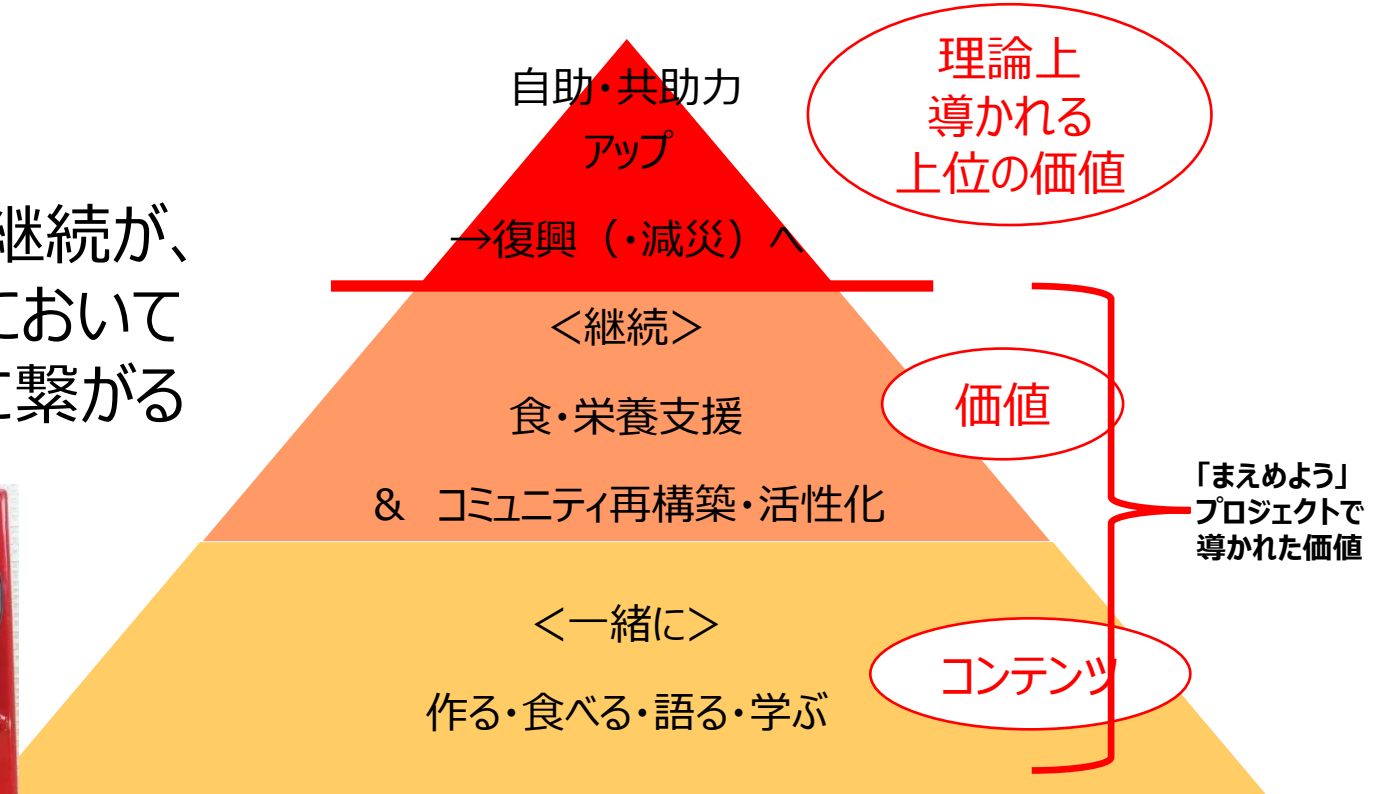 継続が、
において
に繋がる
自助・共助力
アップ
→復興（・減災）へ
＜継続＞
食・栄養支援
&　コミュニティ再構築・活性化
＜一緒に＞
作る・食べる・語る・学ぶ
理論上
導かれる
上位の価値
価値
コンテンツ
「まえめよう」
プロジェクトで
導かれた価値